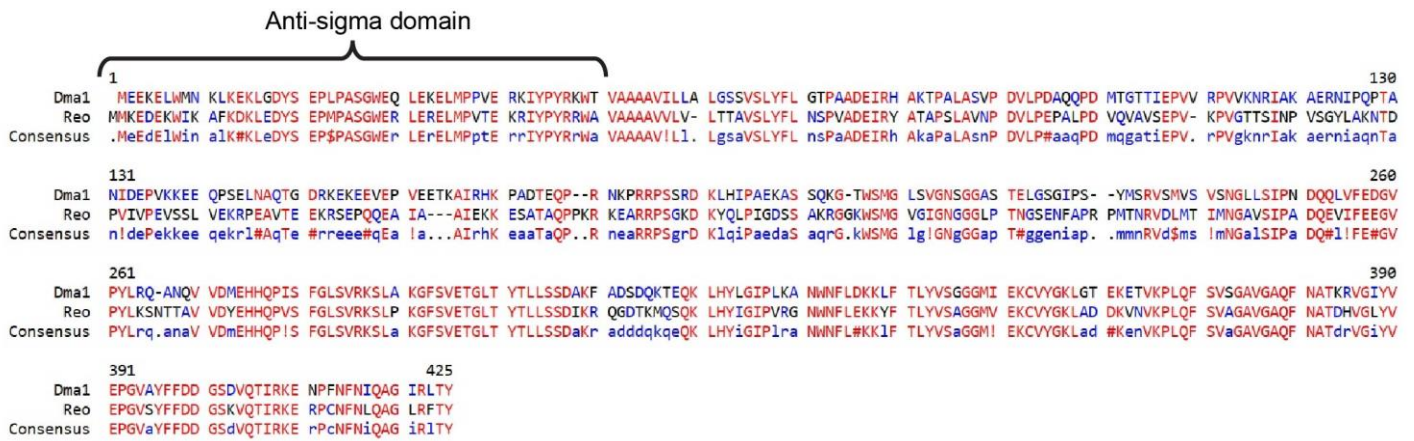 Anti-sigma domain
1 130
Dma1 MEEKELWMN KLKEKLGDYS EPLPASGWEQ LEKELMPPVE RKIYPYRKWT VAAAAVILLA LGSSVSLYFL GTPAADEIRH AKTPALASVP DVLPDAQQPD MTGTTIEPVV RPVVKNRIAK AERNIPQPTA
Reo MMKEDEKWIK AFKDKLEDYS EPMPASGWER LERELMPVTE KRIYPYRRWA VAAAAVVLV- LTTAVSLYFL NSPVADEIRY ATAPSLAVNP DVLPEPALPD VQVAVSEPV- KPVGTTSINP VSGYLAKNTD
Consensus .MeEdElWin alK#KLeDYS EP$PASGWEr LErELMPptE rrIYPYRrWa VAAAAV!Ll. LgsaVSLYFL nsPaADEIRh AkaPaLAsnP DVLP#aaqPD mqgatiEPV. rPVgknrIak aerniaqnTa
131 260
Dma1 NIDEPVKKEE QPSELNAQTG DRKEKEEVEP VEETKAIRHK PADTEQP--R NKPRRPSSRD KLHIPAEKAS SQKG-TWSMG LSVGNSGGAS TELGSSGIPS- -YMSRVSMVS VSNGLLSIPN DQQLVFEDGV
Reo PVIVPEVSSL VEKRPEAVTE EKRSEPQQEA IA---AIEKK ESATAQPPKR KEARRPSGKD KYQLPIGDSS AKRGGKWSMG VGIGNGGGLP TNGSENFAPR PMTNRVDLMT IMNGAVSIPA DQEVIFEEGV
Consensus n!dePekkee qekrl#AqTe #rreee#qEa !a...AIrhK eaaTaQP..R neaRRPSgrD KlqiPaedaS aqrG.kWSMG lg!GNgGGap T#ggeniap. .mmnRVd$ms !mNGalSIPa DQ#l!FE#GV
261 390
Dma1 PYLRQ-ANQV VDMEHHQPIS FGLSVRKSLA KGFSVETGLT YTLLSSDAKF ADSDQKTEQK LHYLGIPLKA NWNFLDKKLF TLYVSGGGMI EKCVYGKLGT EKETVKPLQF SVSGAVGAQF NATKRVGIYV
Reo PYLKSNTTAV VDYEHHQPVS FGLSVRKSLP KGFSVETGLT YTLLSSDIKR QGDTKMQSQK LHYIGIPVRG NWNFLEKKYF TLYVSAGGMV EKCVYGKLAD DKVNVKPLQF SVAGAVGAQF NATDHVGLYV
Consensus PYLrq.anaV VDmEHHQP!S FGLSVRKSLa KGFSVETGLT YTLLSSDaKr adddqkqeQK LHYiGIPlra NWNFL#KKlF TLYVSaGGM! EKCVYGKLad #KenVKPLQF SVaGAVGAQF NATdrVGiYV
391 425
Dma1 EPGVAYFFDD GSDVQTIRKE NPFNFNIQAG IRLTY
Reo EPGVSYFFDD GSKVQTIRKE RPCNFNLQAG LRFTY
Consensus EPGVaYFFDD GSdVQTIRKE rPcNFNiQAG iRlTY